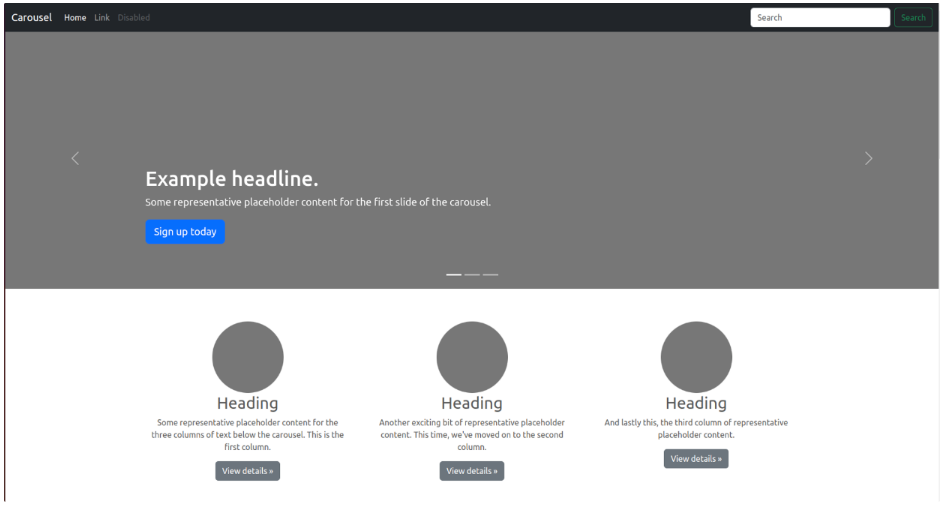 Carousel Home Link Disabled Search Search
Example headline.
Some representative placeholder content for the first slide of the carousel.
Sign up today
Heading
Some representative placeholder content for the
three columns of text below the carousel. This is the
first column.
View details »
Heading
Another exciting bit of representative placeholder
content. This time, we've moved on to the second
column.
View details »
Heading
And lastly this, the third column of representative
placeholder content.
View details »